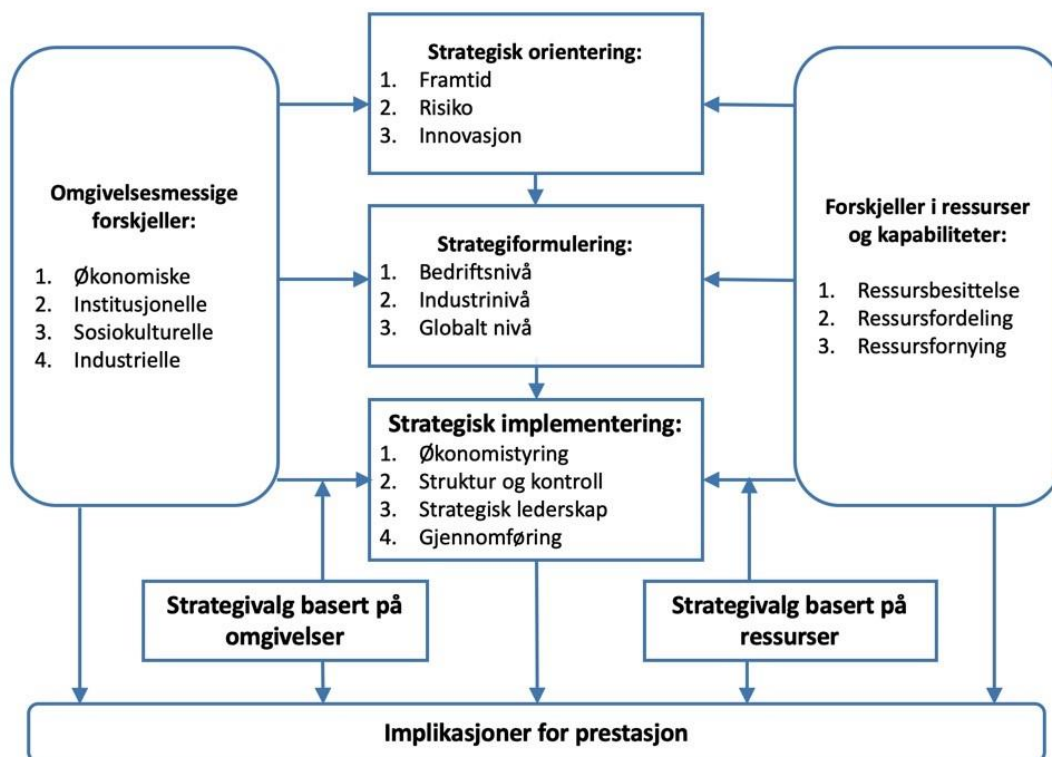 Strategisk orientering:
1. Framtid
2. Risiko
3. Innovasjon
Omgivelsesmessige
forskjeller:
1. Økonomiske
2. Institusjonelle
3. Sosiokulturelle
4. Industrielle
Strategiformulering:
1. Bedriftsnivå
2. Industrinivå
3. Globalt nivå
Forskjeller i ressurser
og kapabiliteter:
1. Ressursbesittelse
2. Ressursfordeling
3. Ressursfornying
Strategisk implementering:
1. Økonomistyring
2. Struktur og kontroll
3. Strategisk lederskap
4. Gjennomføring
Strategivalg basert på
omgivelser
Strategivalg basert på
ressurser
Implikasjoner for prestasjon